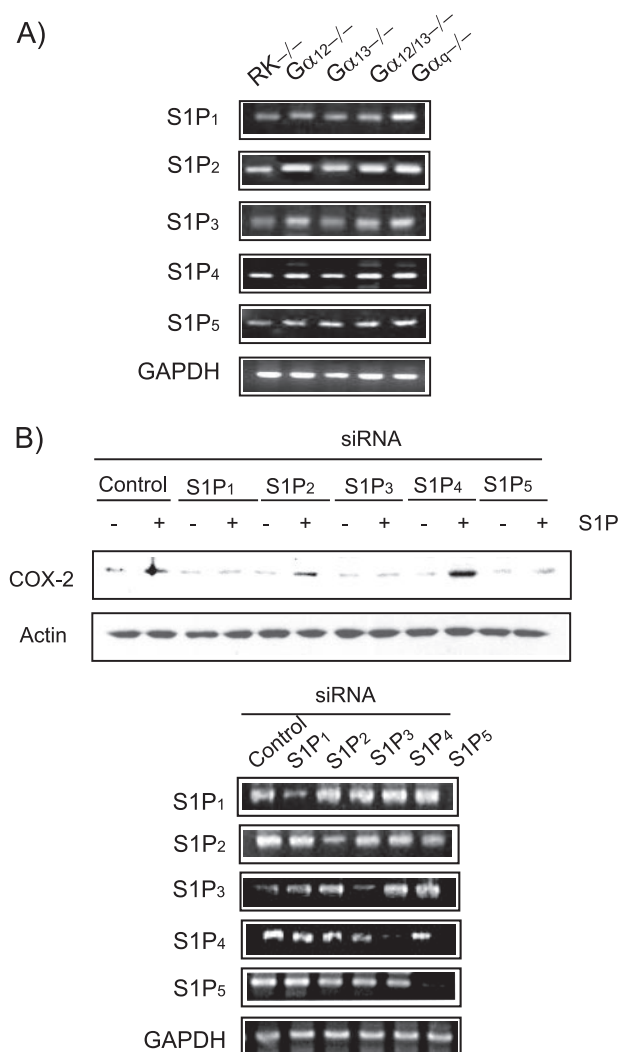 A)
RK–/– Gα12–/– Gα13–/– Gα12/13–/– Gαq–/–
S1P1
S1P2
S1P3
S1P4
S1P5
GAPDH
B)
siRNA
Control S1P1 S1P2 S1P3 S1P4 S1P5
- + - + - + - + - + - + S1P
COX-2
Actin
siRNA
Control S1P1 S1P2 S1P3 S1P4 S1P5
S1P1
S1P2
S1P3
S1P4
S1P5
GAPDH